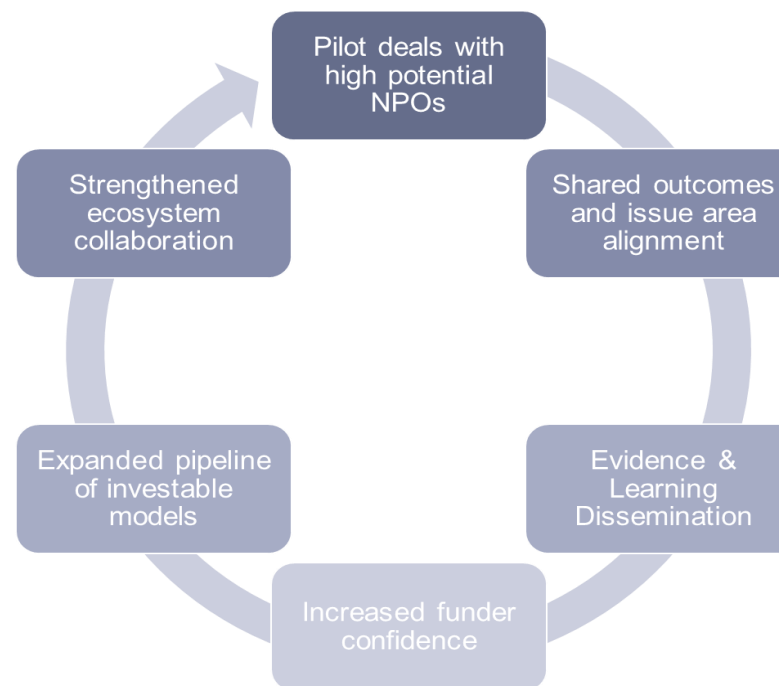 Pilot deals with
high potential
NPOs
Shared outcomes
and issue area
alignment
Evidence &
Learning
Dissemination
Increased funder
confidence
Expanded pipeline
of investable
models
Strengthened
ecosystem
collaboration